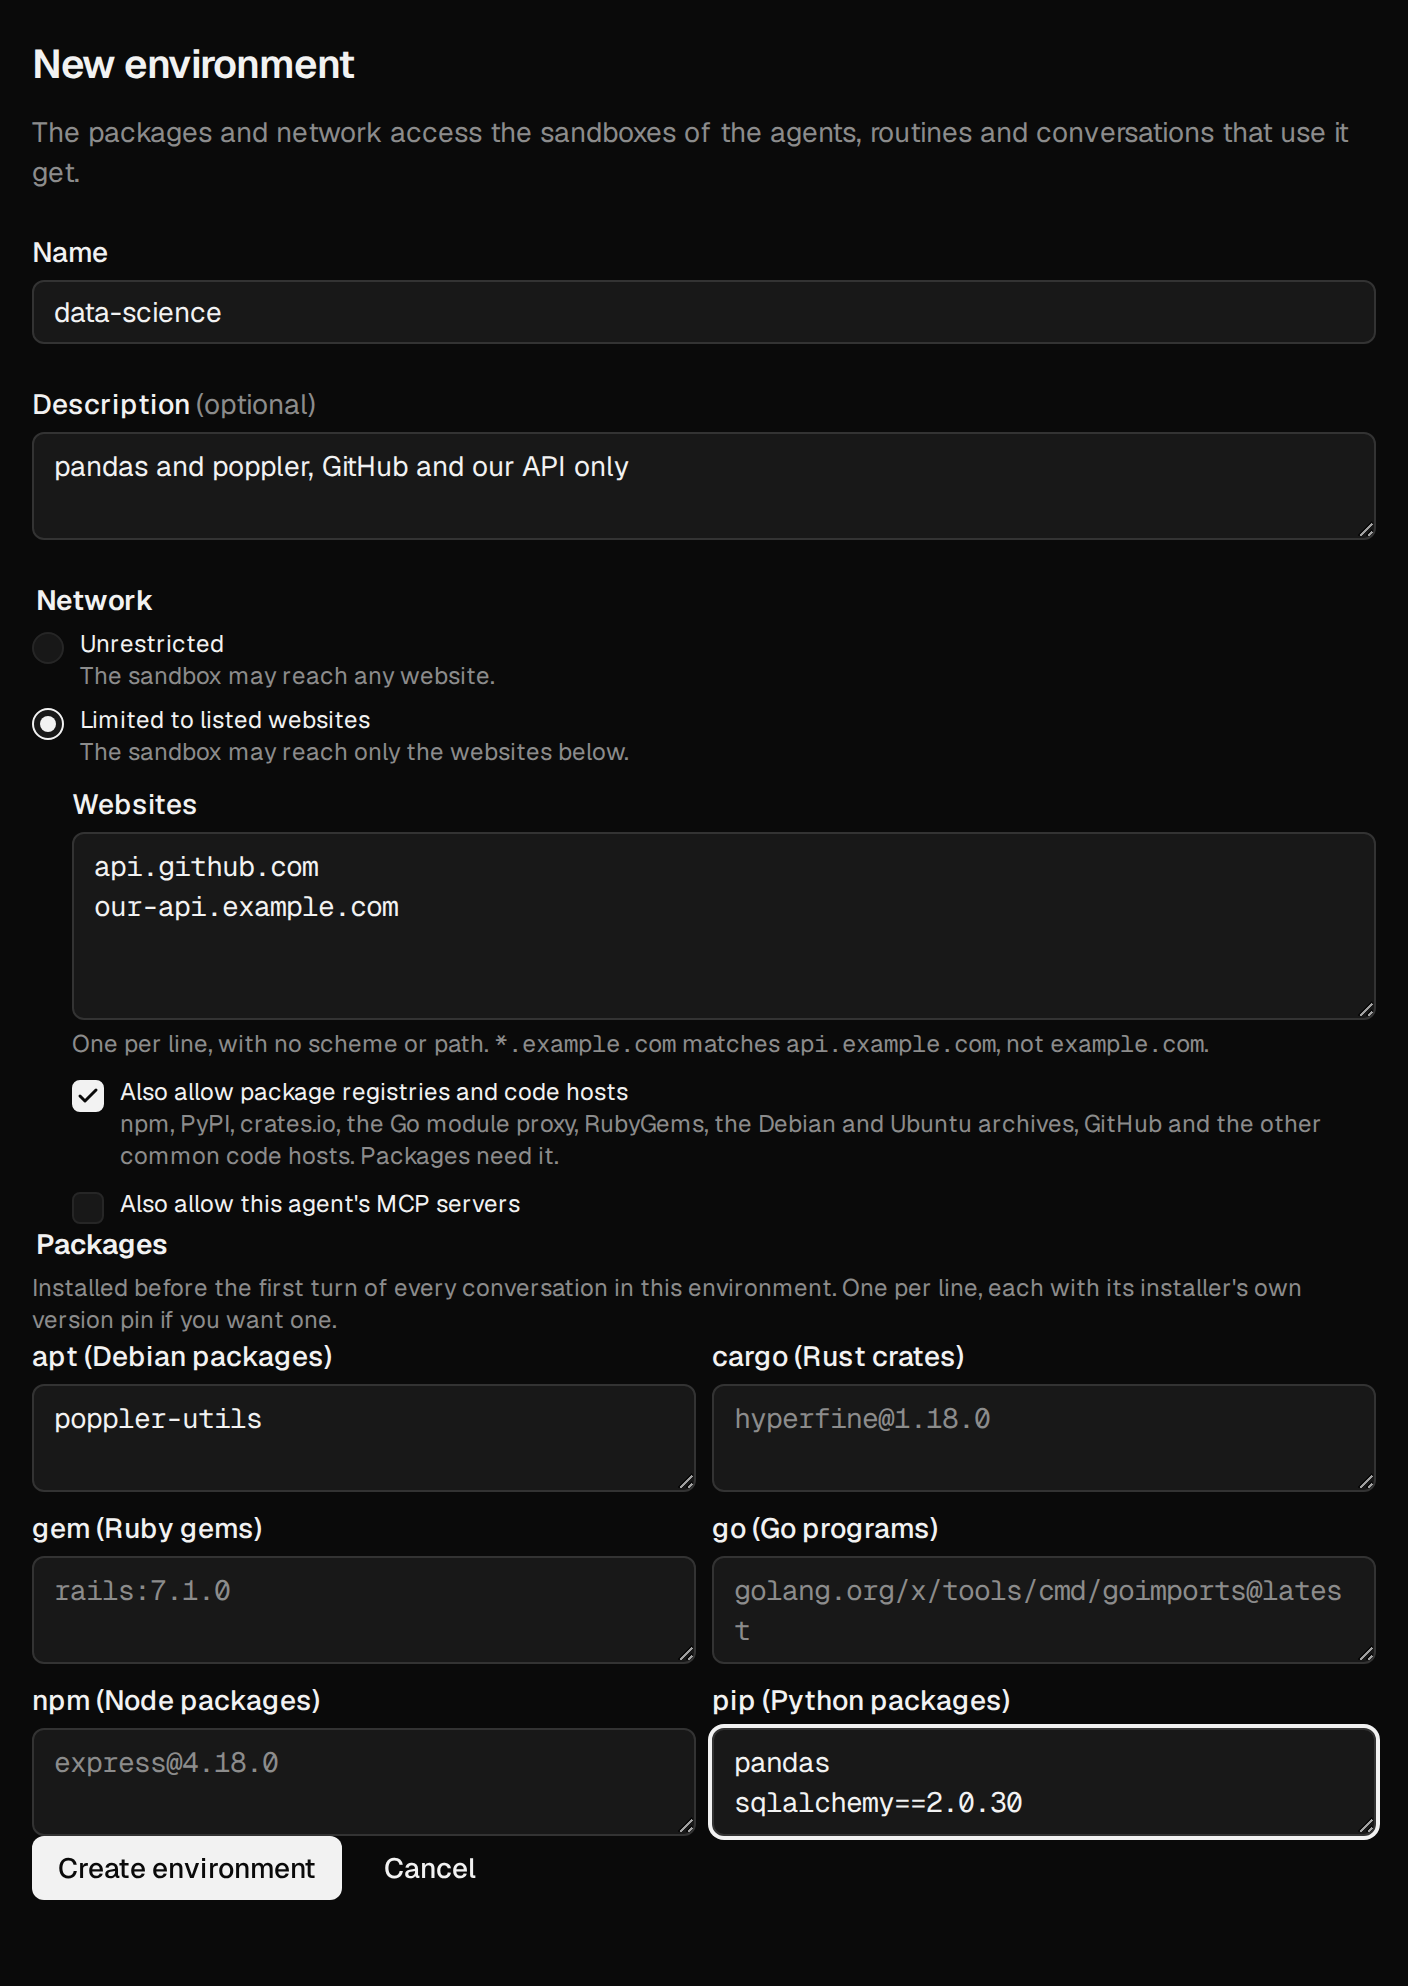 New environment
The packages and network access the sandboxes of the agents, routines and conversations that use it
get.
Name
data-science
Description (optional)
pandas and poppler, GitHub and our API only
Network
Unrestricted
The sandbox may reach any website.
Limited to listed websites
The sandbox may reach only the websites below.
Websites
api.github.com
our-api.example.com
One per line, with no scheme or path. *.example.com matches api.example.com, not example.com.
Also allow package registries and code hosts
npm, PyPI, crates.io, the Go module proxy, RubyGems, the Debian and Ubuntu archives, GitHub and the other
common code hosts. Packages need it.
Also allow this agent's MCP servers
Packages
Installed before the first turn of every conversation in this environment. One per line, each with its installer's own
version pin if you want one.
apt (Debian packages)
poppler-utils
cargo (Rust crates)
hyperfine@1.18.0
gem (Ruby gems)
rails:7.1.0
go (Go programs)
golang.org/x/tools/cmd/goimports@lates
t
npm (Node packages)
express@4.18.0
pip (Python packages)
pandas
sqlalchemy==2.0.30
Create environment
Cancel